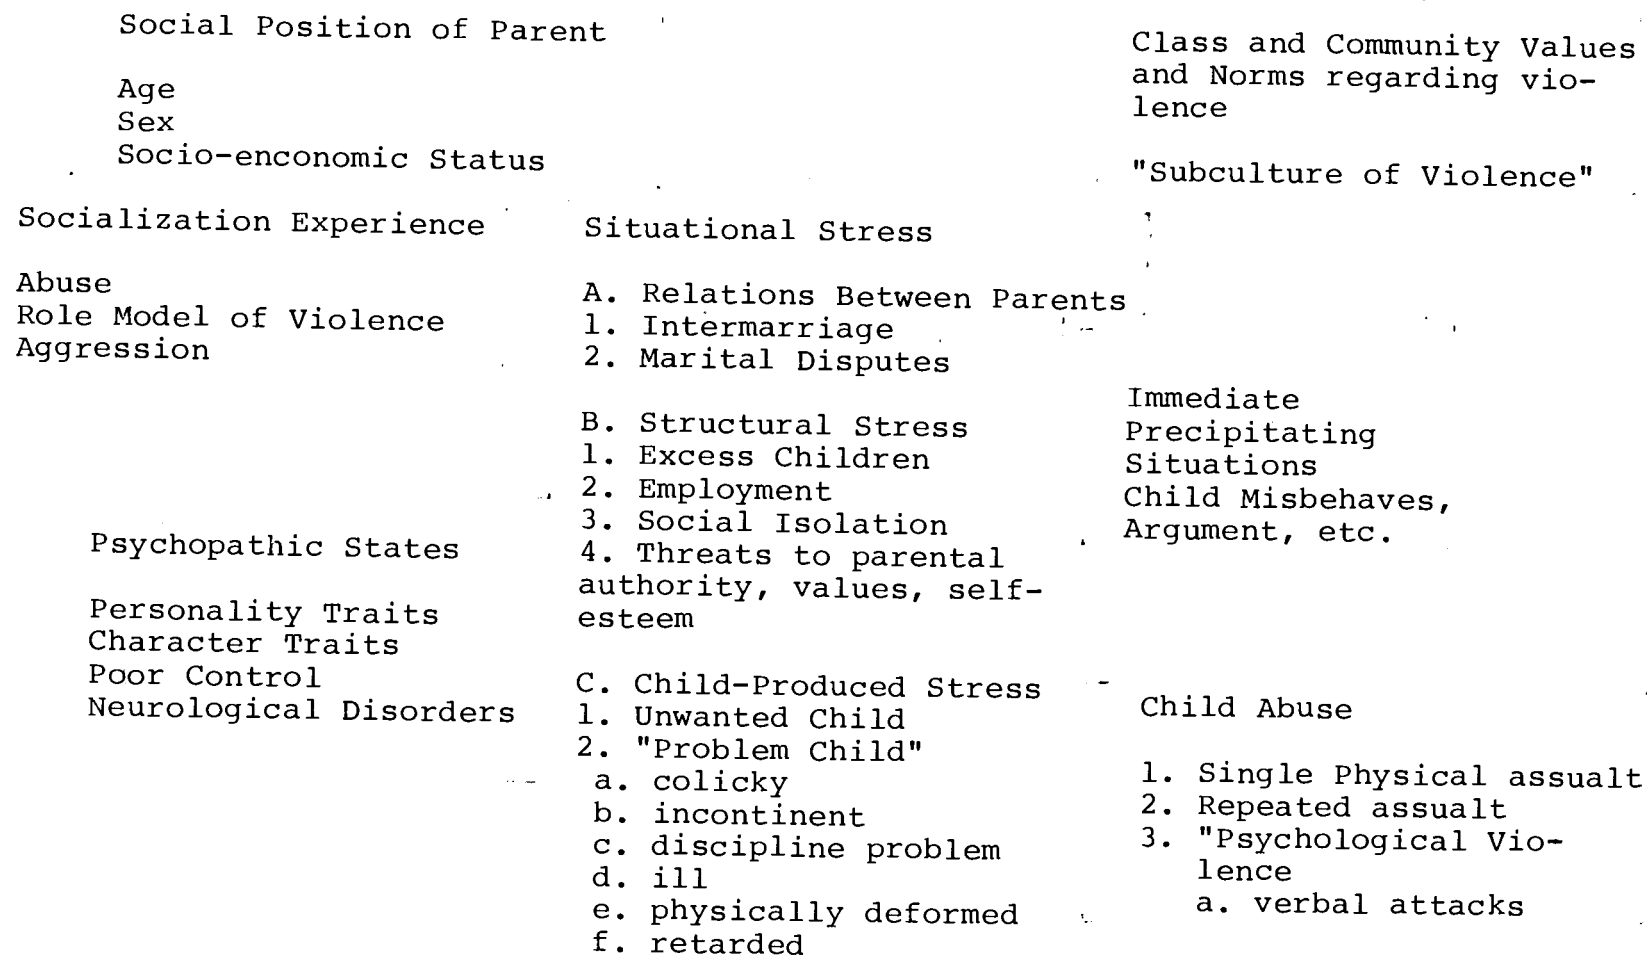 Social Position of Parent
Age
Sex
Socio-enconomic Status
Class and Community Values
and Norms regarding vio-
lence
"Subculture of Violence"
Socialization Experience
Abuse
Role Model of Violence
Aggression
Situational Stress
A. Relations Between Parents
1. Intermarriage
2. Marital Disputes
B. Structural Stress
1. Excess Children
2. Employment
3. Social Isolation
4. Threats to parental
authority, values, self-
esteem
C. Child-Produced Stress
1. Unwanted Child
2. "Problem Child"
a. colicky
b. incontinent
c. discipline problem
d. ill
e. physically deformed
f. retarded
Psychopathic States
Personality Traits
Character Traits
Poor Control
Neurological Disorders
Immediate
Precipitating
Situations
Child Misbehaves,
Argument, etc.
Child Abuse
1. Single Physical assualt
2. Repeated assualt
3. "Psychological Vio-
lence
a. verbal attacks